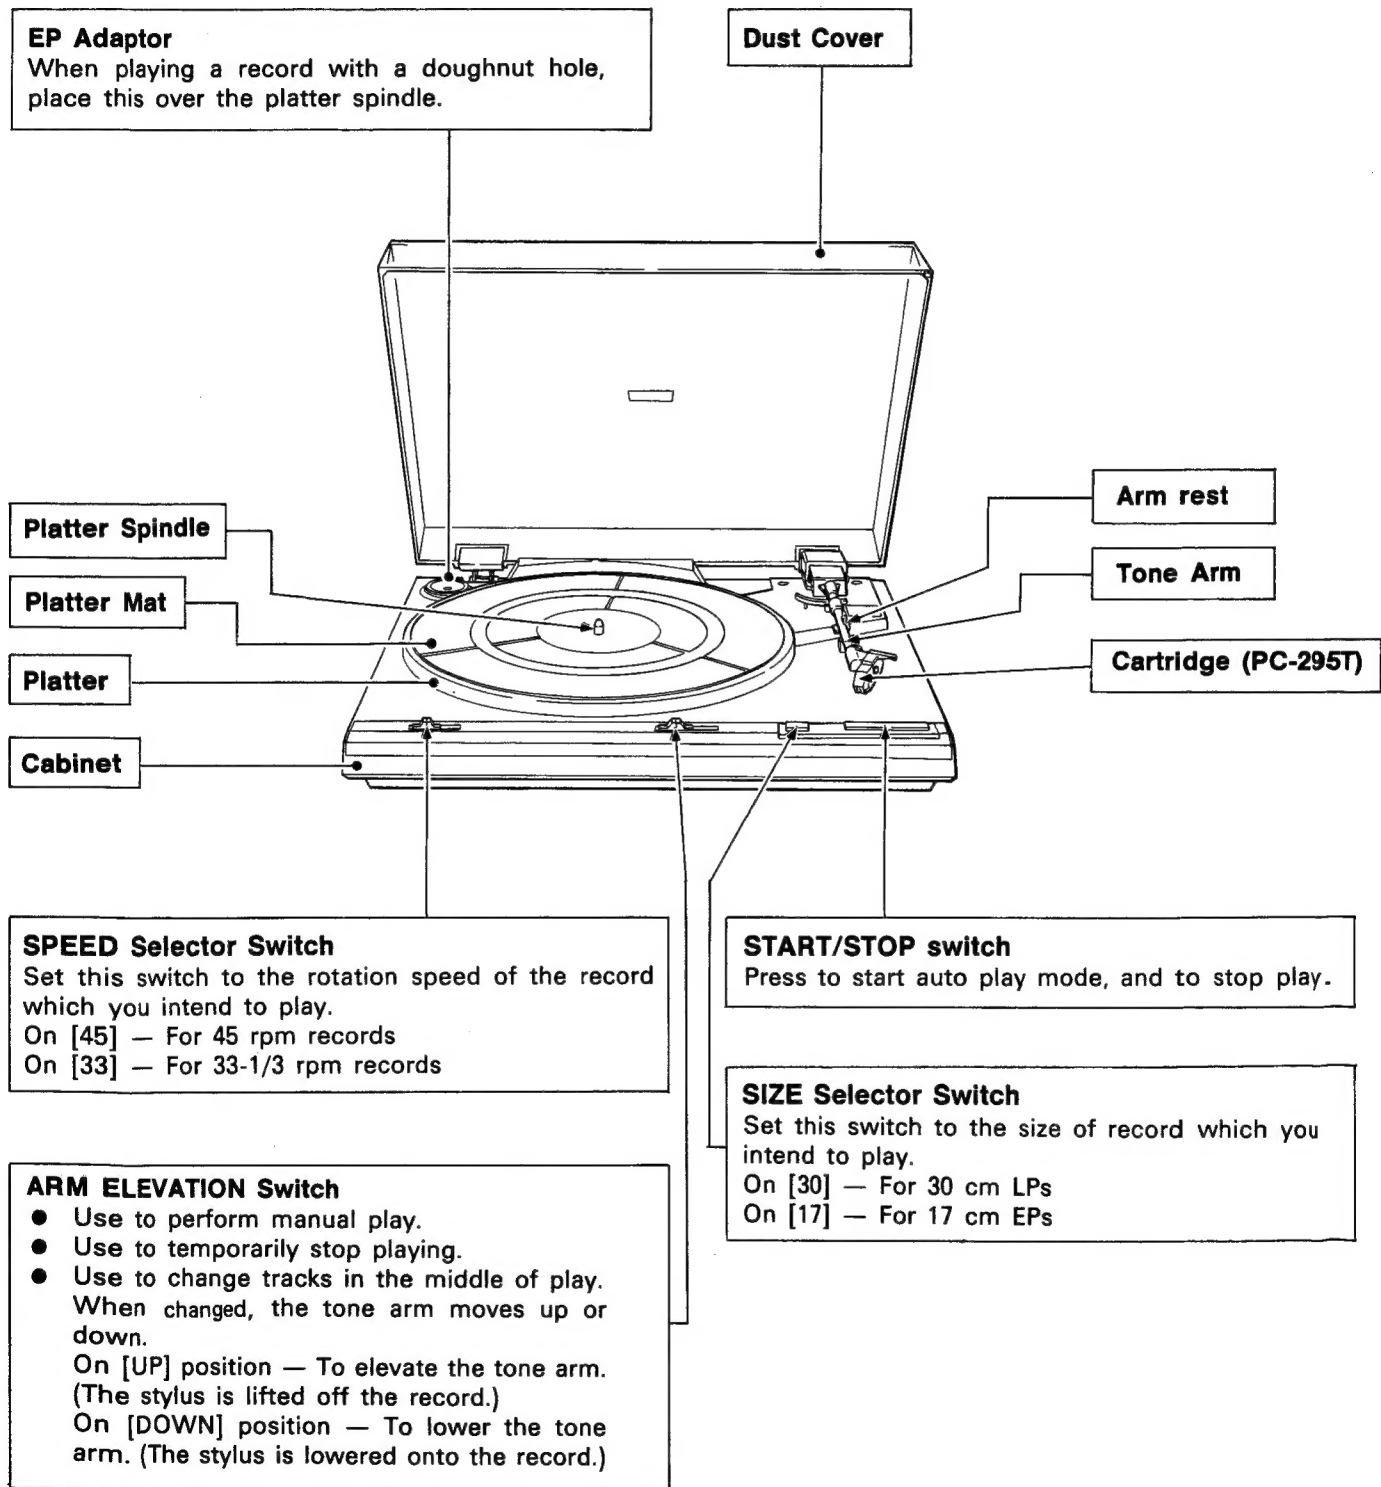 EP Adaptor
When playing a record with a doughnut hole,
place this over the platter spindle.
Dust Cover
Platter Spindle
Platter Mat
Platter
Cabinet
Arm rest
Tone Arm
Cartridge (PC-295T)
SPEED Selector Switch
Set this switch to the rotation speed of the record
which you intend to play.
On [45] — For 45 rpm records
On [33] — For 33-1/3 rpm records
ARM ELEVATION Switch
● Use to perform manual play.
● Use to temporarily stop playing.
● Use to change tracks in the middle of play.
When changed, the tone arm moves up or
down.
On [UP] position — To elevate the tone arm.
(The stylus is lifted off the record.)
On [DOWN] position — To lower the tone
arm. (The stylus is lowered onto the record.)
START/STOP switch
Press to start auto play mode, and to stop play.
SIZE Selector Switch
Set this switch to the size of record which you
intend to play.
On [30] — For 30 cm LPs
On [17] — For 17 cm EPs